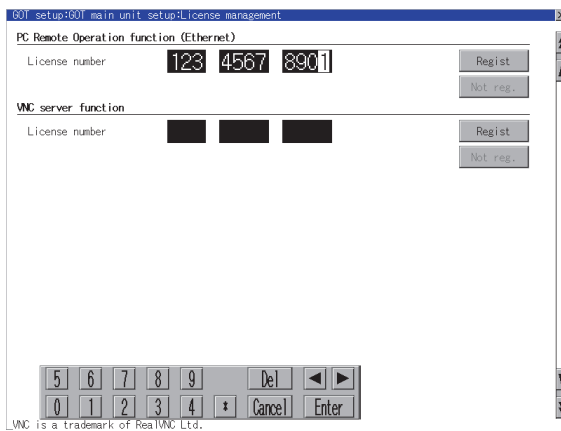 GOT setup:GOT main unit setup:License management
PC Remote Operation function (Ethernet)
License number 123 4567 8901 Regist
Not reg.
VNC server function
License number Regist
Not reg.
5 6 7 8 9 Del ◀ ▶
0 1 2 3 4 Cancel Enter
VNC is a trademark of RealVNC Ltd.